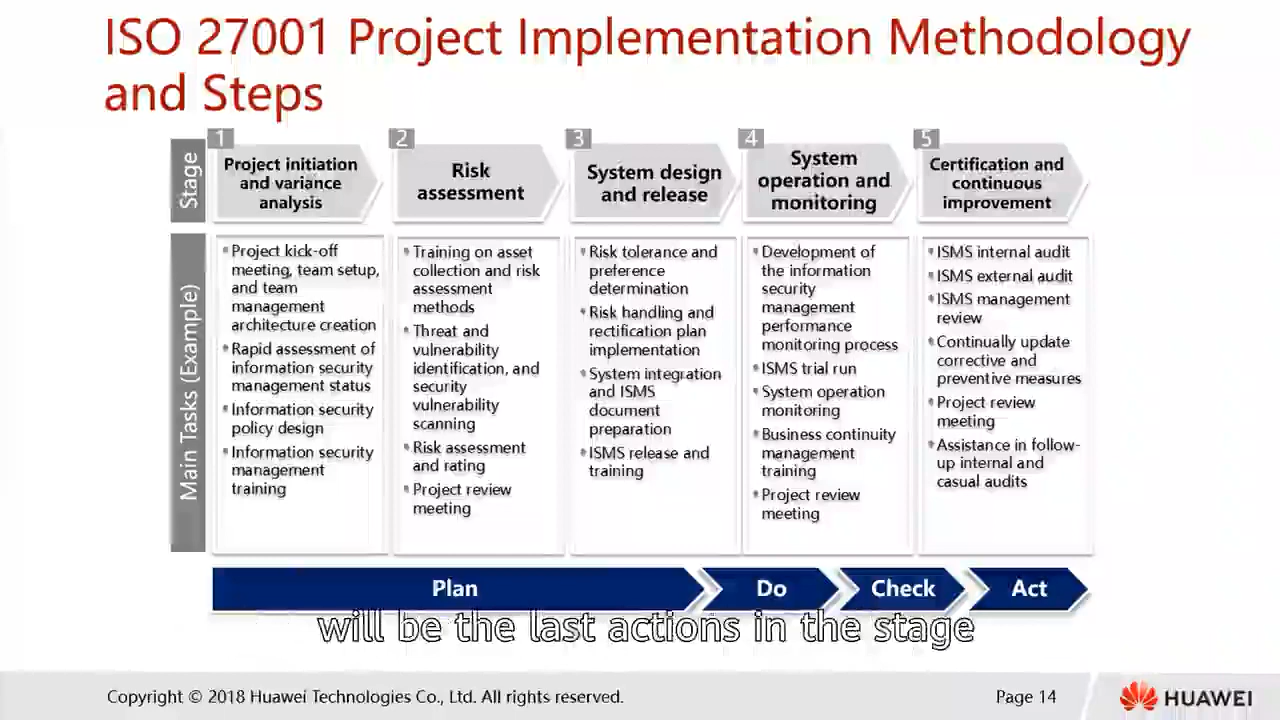 ISO 27001 Project Implementation Methodology
and Steps
Stage
1
Project initiation
and variance
analysis
2
Risk
assessment
3
System design
and release
4
System
operation and
monitoring
5
Certification and
continuous
improvement
Main Tasks (Example)
Project kick-off
meeting, team setup,
and team
management
architecture creation
Rapid assessment of
information security
management status
Information security
policy design
Information security
management
training
Training on asset
collection and risk
assessment
methods
Threat and
vulnerability
identification, and
security
vulnerability
scanning
Risk assessment
and rating
Project review
meeting
Risk tolerance and
preference
determination
Risk handling and
rectification plan
implementation
System integration
and ISMS
document
preparation
ISMS release and
training
Development of
the information
security
management
performance
monitoring process
ISMS trial run
System operation
monitoring
Business continuity
management
training
Project review
meeting
ISMS internal audit
ISMS external audit
ISMS management
review
Continually update
corrective and
preventive measures
Project review
meeting
Assistance in follow-
up internal and
casual audits
Plan
Do
Check
Act
will be the last actions in the stage
Copyright © 2018 Huawei Technologies Co., Ltd. All rights reserved.
Page 14
HUAWEI